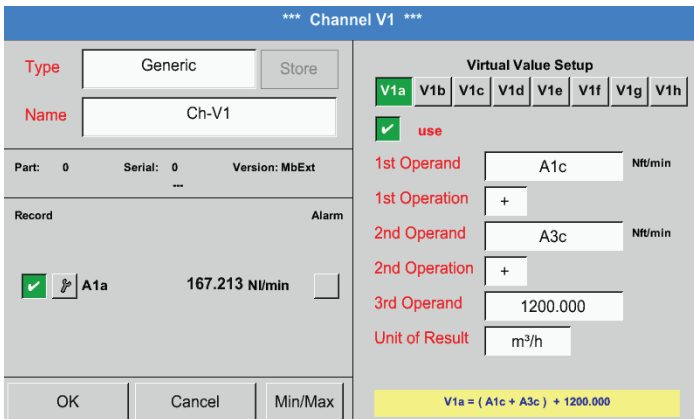 *** Channel V1 ***
Type Generic Store
Name Ch-V1
Part: 0 Serial: 0 Version: MbExt
---
Record Alarm
A1a 167.213 Nl/min
OK Cancel Min/Max
Virtual Value Setup
V1a V1b V1c V1d V1e V1f V1g V1h
use
1st Operand A1c Nft/min
1st Operation +
2nd Operand A3c Nft/min
2nd Operation +
3rd Operand 1200.000
Unit of Result m³/h
V1a = ( A1c + A3c ) + 1200.000